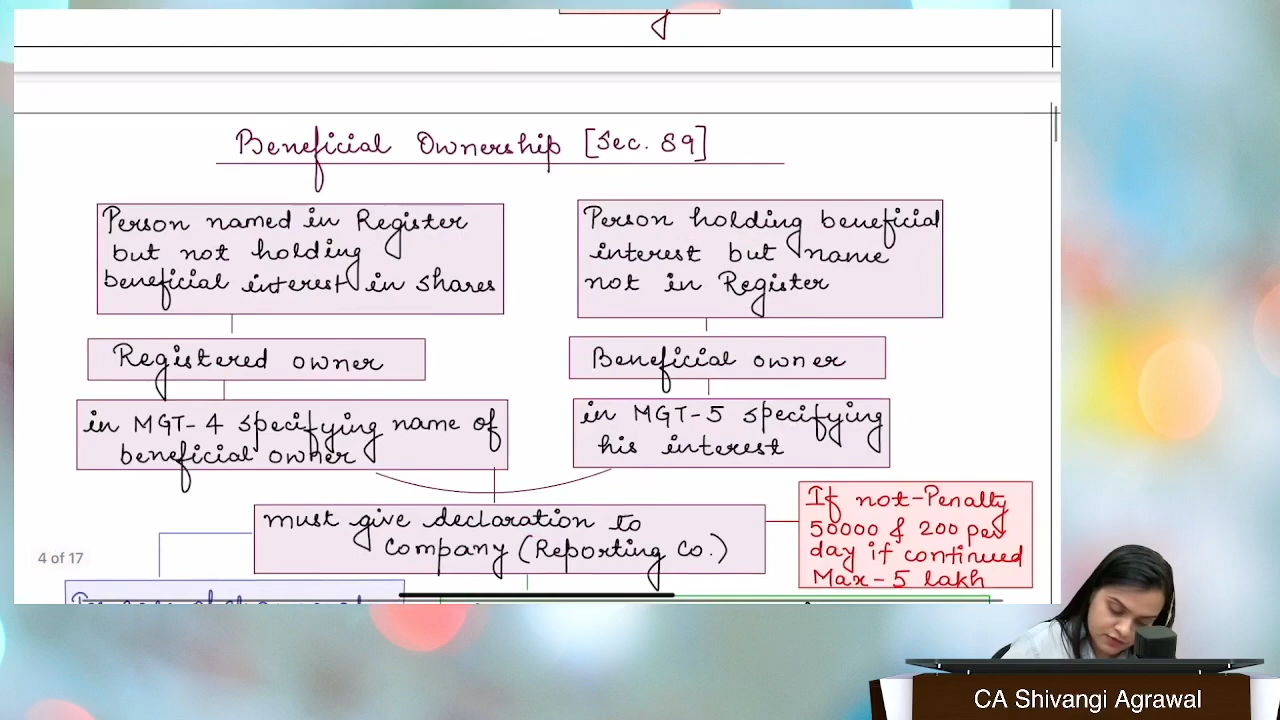 Beneficial Ownership [Sec. 89]
Person named in Register
but not holding
beneficial interest in shares
Person holding beneficial
interest but name
not in Register
Registered owner
Beneficial owner
in MGT-4 specifying name of
beneficial owner
in MGT-5 specifying
his interest
must give declaration to
Company (Reporting Co.)
If not-Penalty
50000 & 200 per
day if continued
Max-5 lakh
4 of 17
CA Shivangi Agrawal